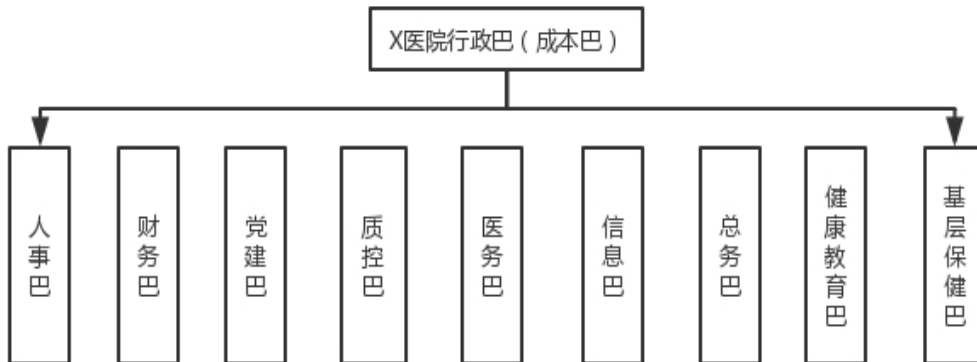 X医院行政巴（成本巴）
人事巴
财务巴
党建巴
质控巴
医务巴
信息巴
总务巴
健康教育巴
基层保健巴